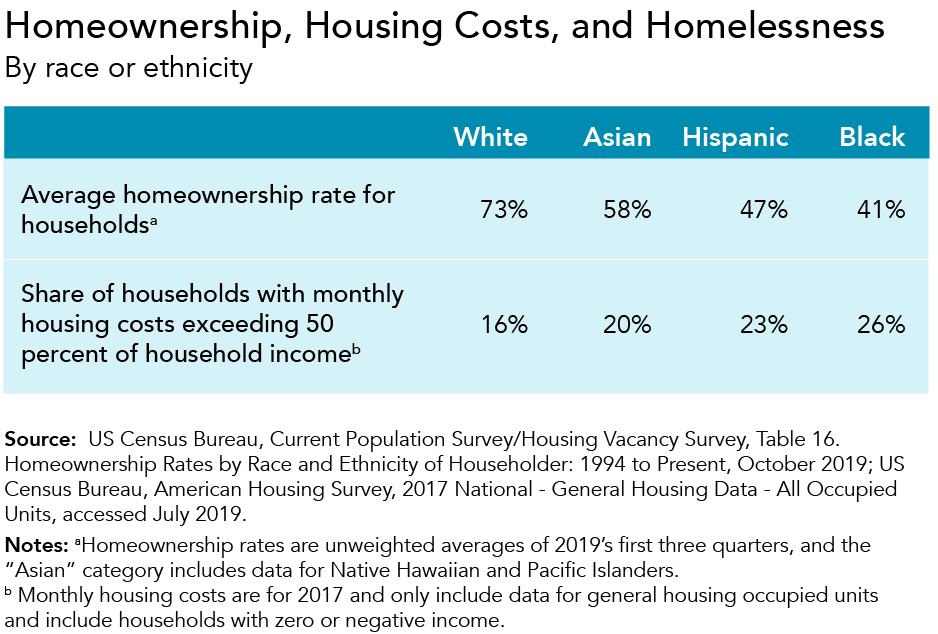 Homeownership, Housing Costs, and Homelessness
By race or ethnicity
White Asian Hispanic Black
Average homeownership rate for
householdsᵃ 73% 58% 47% 41%
Share of households with monthly
housing costs exceeding 50 16% 20% 23% 26%
percent of household incomeᵇ
Source: US Census Bureau, Current Population Survey/Housing Vacancy Survey, Table 16.
Homeownership Rates by Race and Ethnicity of Householder: 1994 to Present, October 2019; US
Census Bureau, American Housing Survey, 2017 National - General Housing Data - All Occupied
Units, accessed July 2019.
Notes: ᵃHomeownership rates are unweighted averages of 2019’s first three quarters, and the
“Asian” category includes data for Native Hawaiian and Pacific Islanders.
ᵇ Monthly housing costs are for 2017 and only include data for general housing occupied units
and include households with zero or negative income.